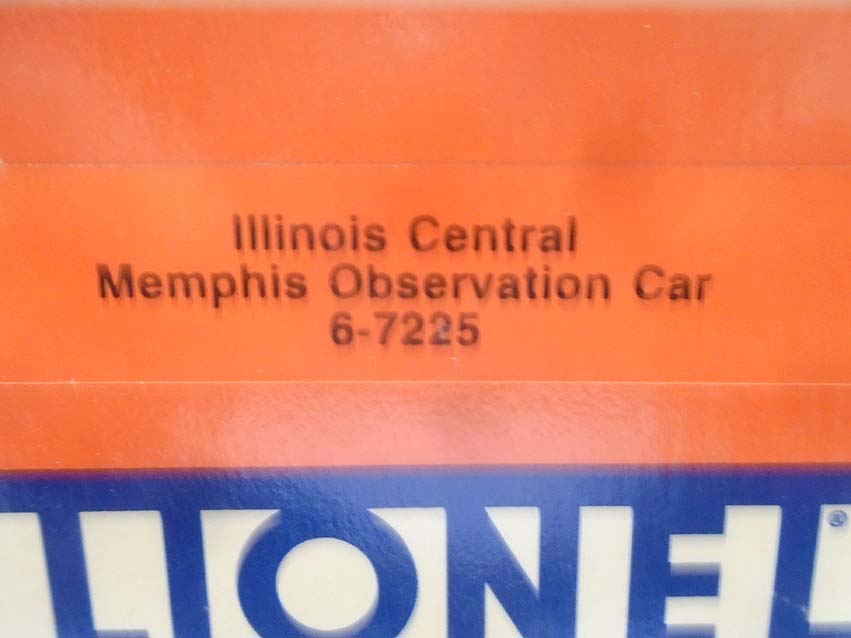 Illinois Central
Memphis Observation Car
6-7225
LIONEL
®